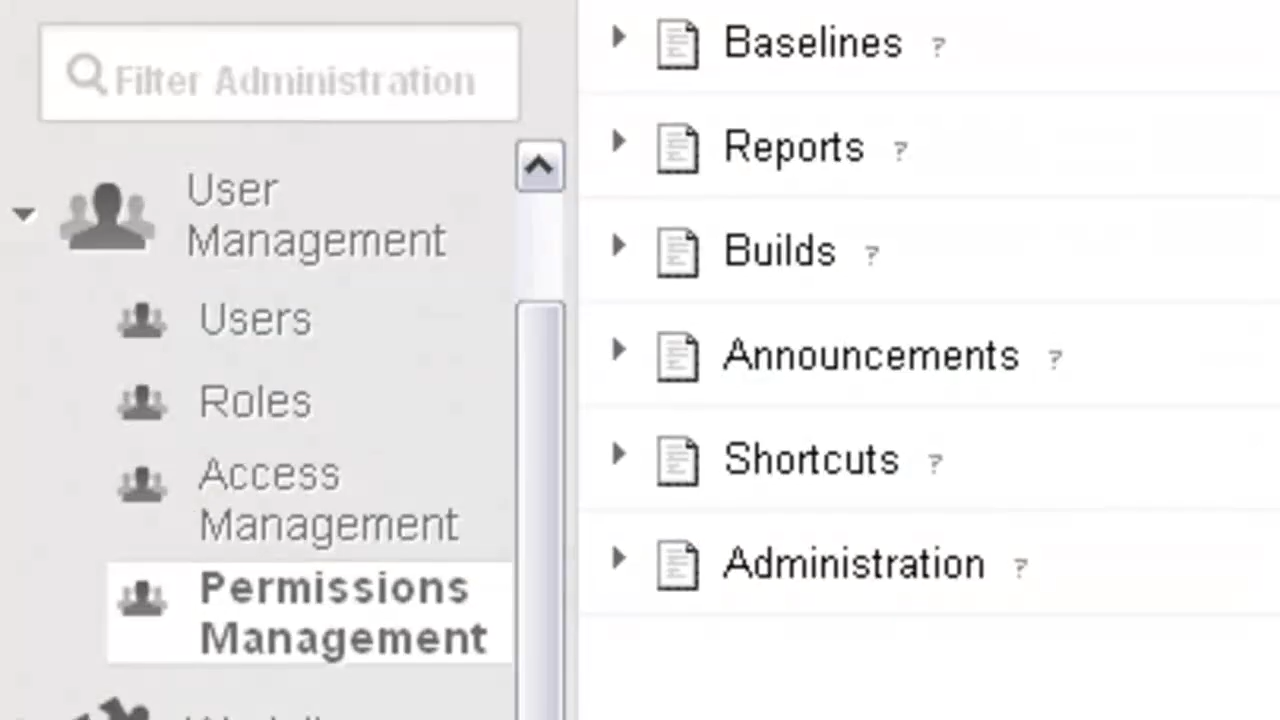 Filter Administration
User
Management
Users
Roles
Access
Management
Permissions
Management
Baselines ?
Reports ?
Builds ?
Announcements ?
Shortcuts ?
Administration ?